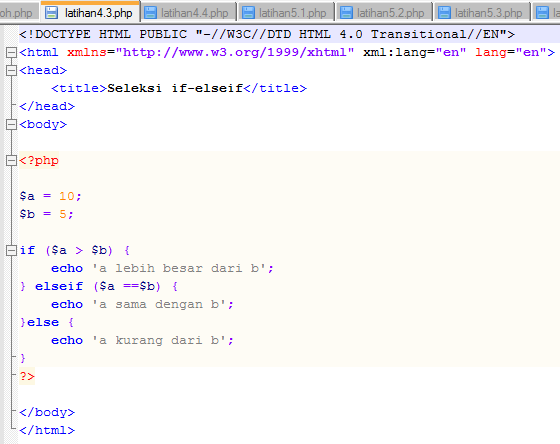 oh.php latihan4.3.php latihan4.4.php latihan5.1.php latihan5.2.php latihan5.3.php la
<!DOCTYPE HTML PUBLIC "-//W3C//DTD HTML 4.0 Transitional//EN">
<html xmlns="http://www.w3.org/1999/xhtml" xml:lang="en" lang="en">
<head>
    <title>Seleksi if-elseif</title>
</head>
<body>

<?php

$a = 10;
$b = 5;

if ($a > $b) {
    echo 'a lebih besar dari b';
} elseif ($a ==$b) {
    echo 'a sama dengan b';
}else {
    echo 'a kurang dari b';
}
?>

</body>
</html>